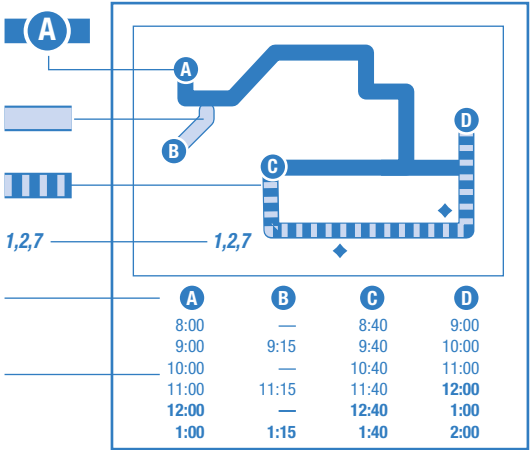 A
A
B
C
D
1,2,7 1,2,7
A B C D
8:00 — 8:40 9:00
9:00 9:15 9:40 10:00
10:00 — 10:40 11:00
11:00 11:15 11:40 12:00
12:00 — 12:40 1:00
1:00 1:15 1:40 2:00